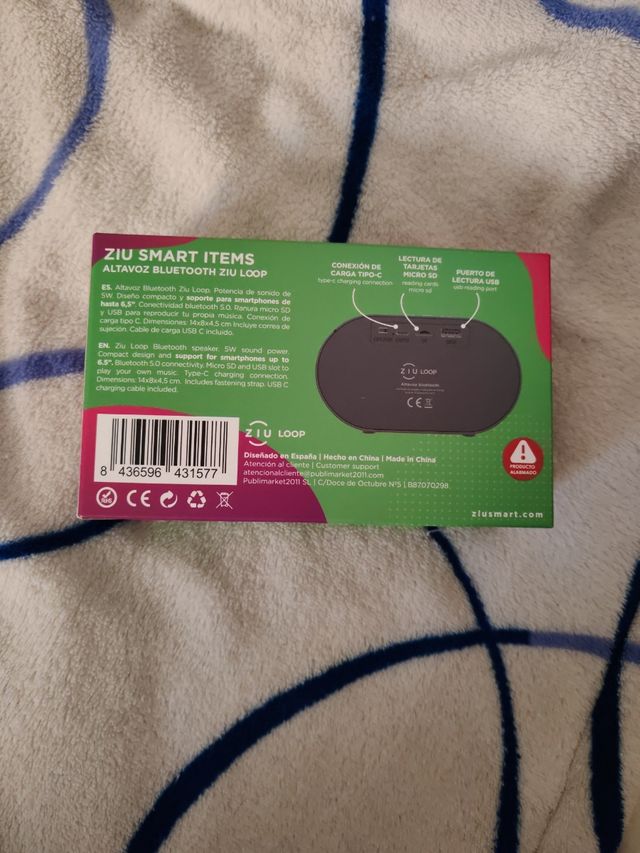 ZIU SMART ITEMS
ALTAVOZ BLUETOOTH ZIU LOOP
ES. Altavoz Bluetooth Ziu Loop. Potencia de sonido de
5W. Diseño compacto y soporte para smartphones de
hasta 6,5". Conectividad bluetooth 5.0. Ranura micro SD
y USB para reproducir tu propia música. Conexión de
carga tipo C. Dimensiones: 14x8x4,5 cm Incluye correa de
sujeción. Cable de carga USB C incluido.
EN. Ziu Loop Bluetooth speaker. 5W sound power.
Compact design and support for smartphones up to
6.5". Bluetooth 5.0 connectivity. Micro SD and USB slot to
play your own music. Type-C charging connection.
Dimensions: 14x8x4,5 cm. Includes fastening strap. USB C
charging cable included.
CONEXIÓN DE
CARGA TIPO-C
type-c charging connection
LECTURA DE
TARJETAS
MICRO SD
reading cards
micro sd
PUERTO DE
LECTURA USB
usb reading port
ZIU LOOP
Altavoz bluetooth
CE
8 436596 431577
RHS
CE
ZIU LOOP
Diseñado en España | Hecho en China | Made in China
Atención al cliente | Customer support
atencionalcliente@publimarket2011.com
Publimarket2011 SL | C/Doce de Octubre Nº5 | B87070298
PRODUCTO
ALARMADO
ziusmart.com